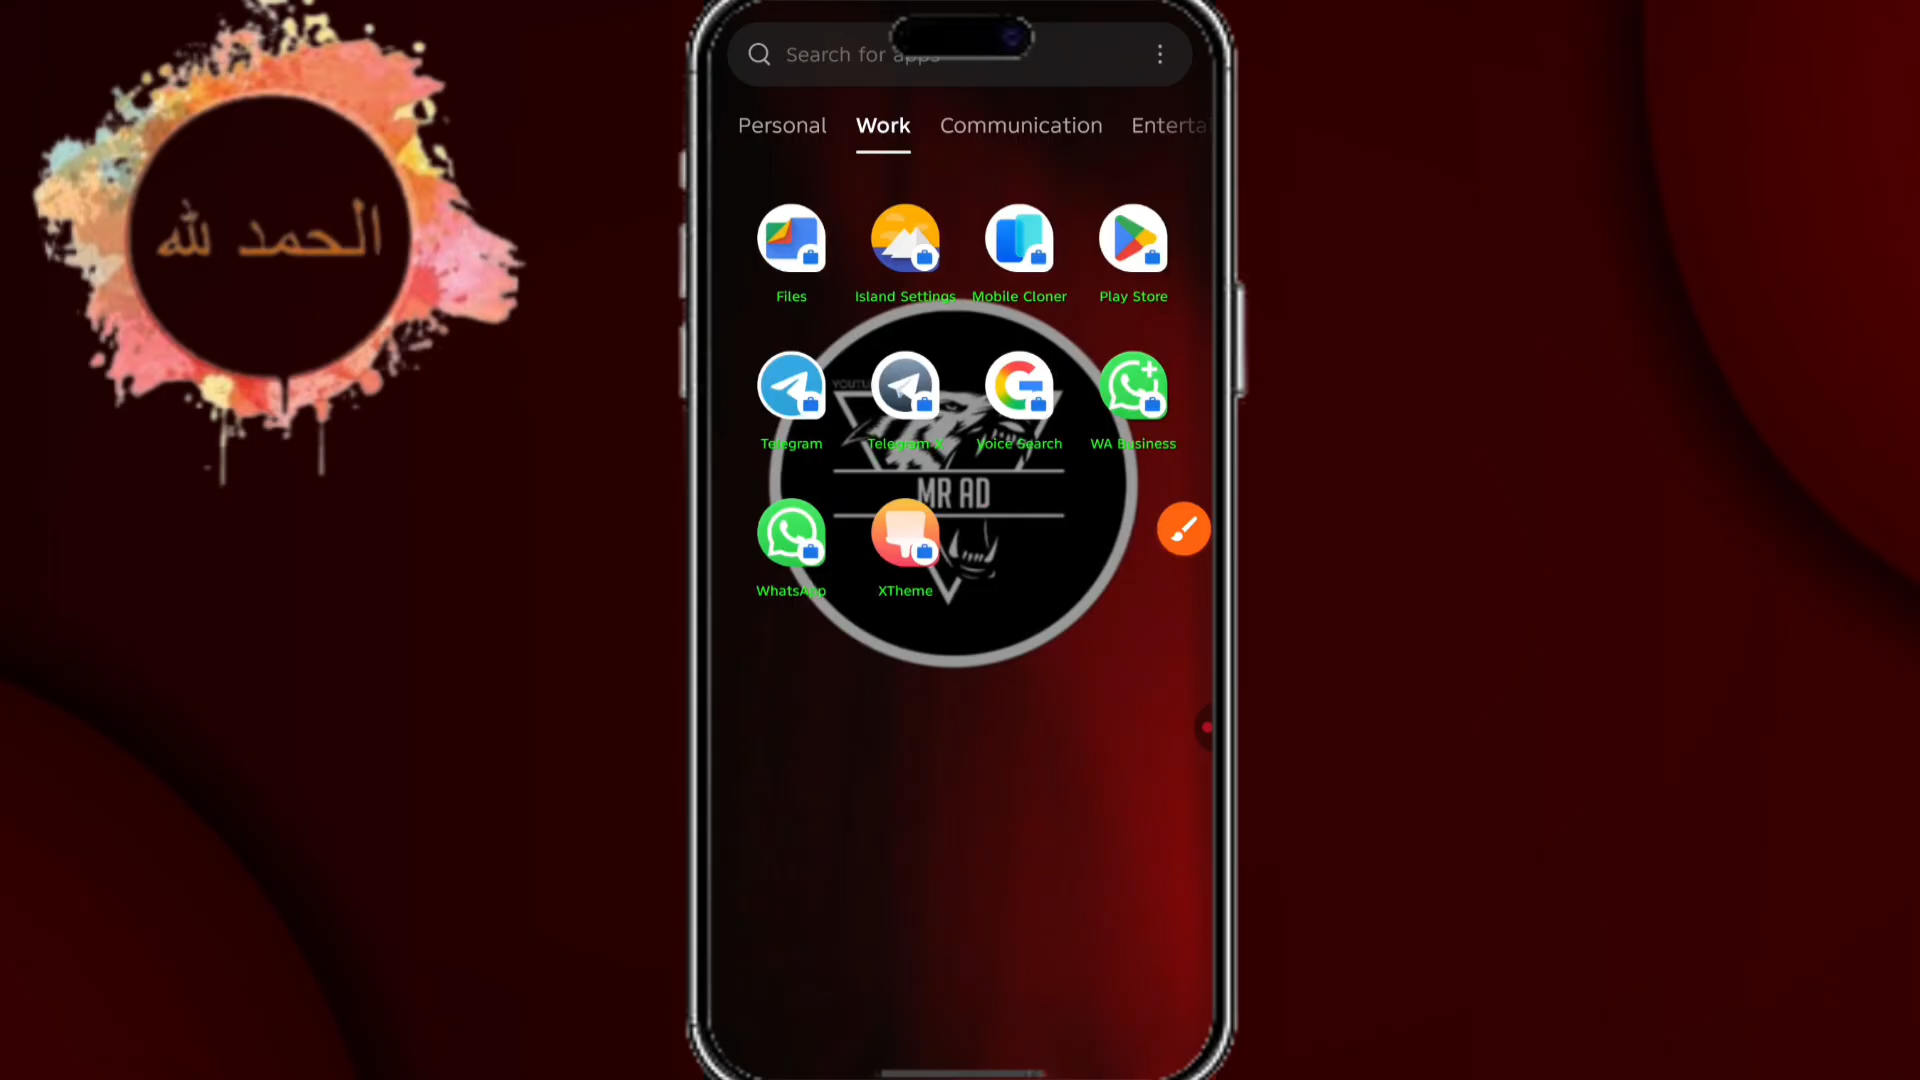 الحمد لله
Search for apps
Personal Work Communication Enterta
Files Island Settings Mobile Cloner Play Store
YOUTU
Telegram Telegram X Voice Search WA Business
MR AD
WhatsApp XTheme